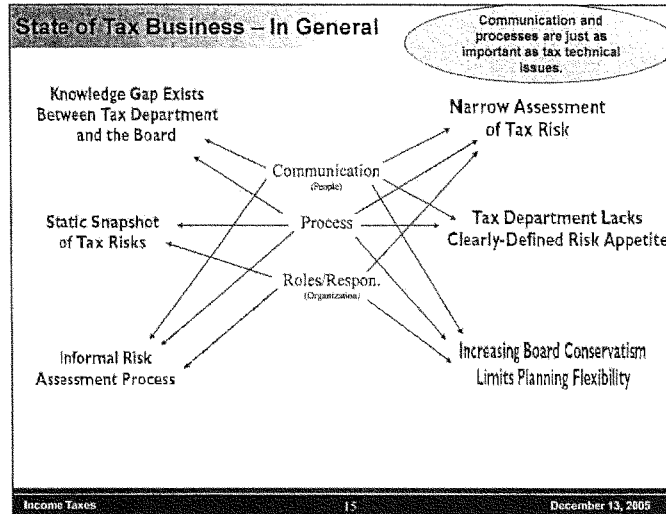 State of Tax Business – In General
Communication and
processes are just as
important as tax technical
issues.
Knowledge Gap Exists
Between Tax Department
and the Board
Narrow Assessment
of Tax Risk
Communication
(People)
Static Snapshot
of Tax Risks
Process
Tax Department Lacks
Clearly-Defined Risk Appetite
Roles/Respon.
(Organization)
Informal Risk
Assessment Process
Increasing Board Conservatism
Limits Planning Flexibility
Income Taxes
15
December 13, 2005